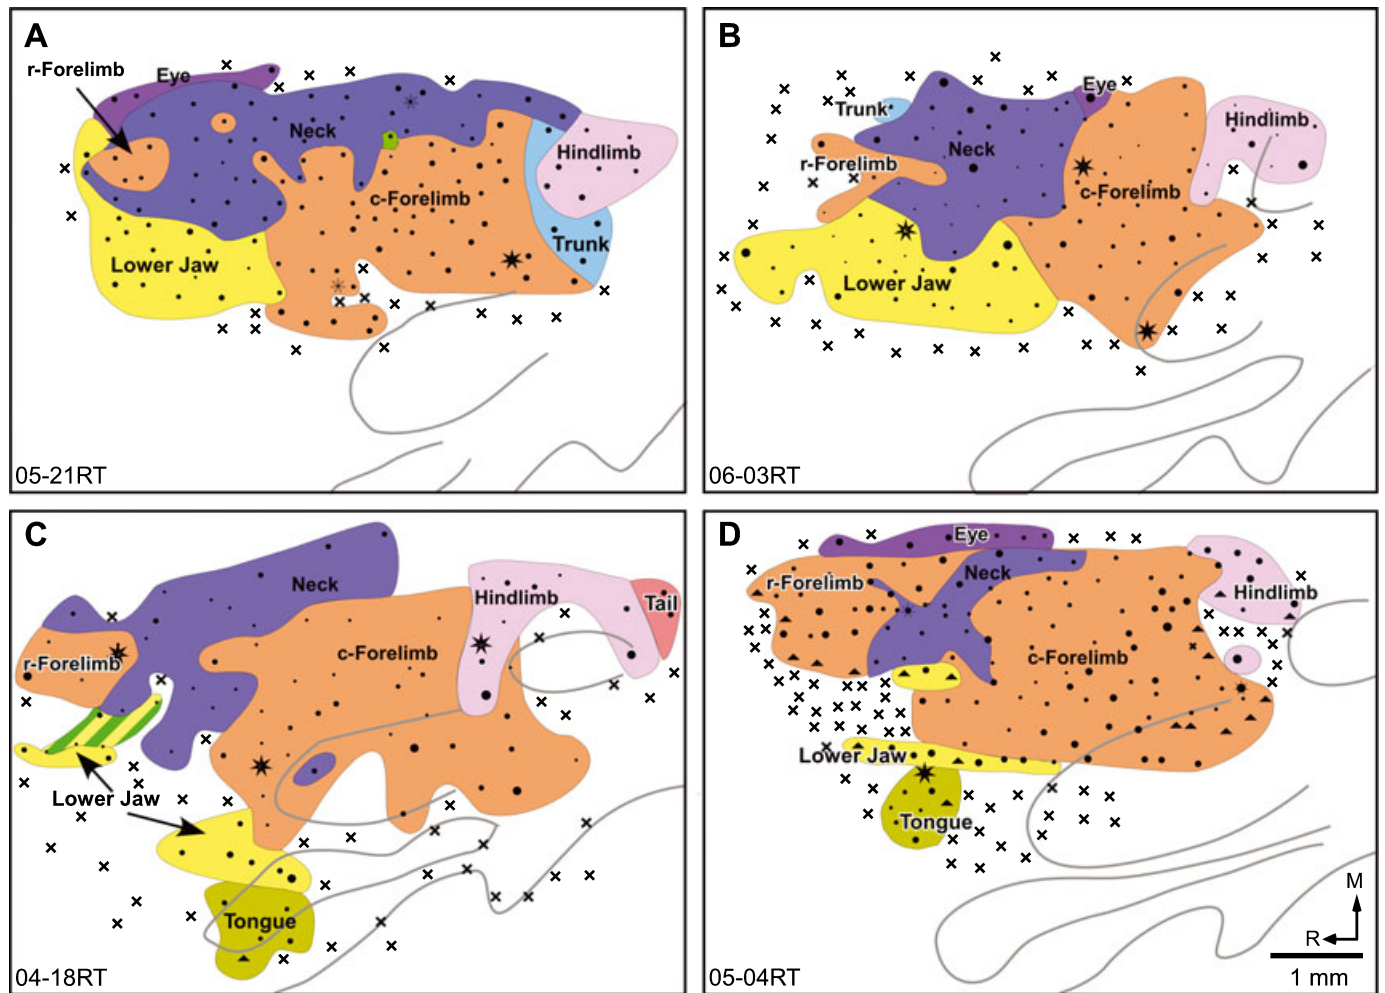 A
r-Forelimb
Eye
Neck
Hindlimb
c-Forelimb
Trunk
Lower Jaw
05-21RT
B
Eye
Trunk
Hindlimb
Neck
r-Forelimb
c-Forelimb
Lower Jaw
06-03RT
C
Neck
Hindlimb
Tail
r-Forelimb
c-Forelimb
Lower Jaw
Tongue
04-18RT
D
Eye
Neck
r-Forelimb
Hindlimb
c-Forelimb
Lower Jaw
Tongue
M
R
1 mm
05-04RT